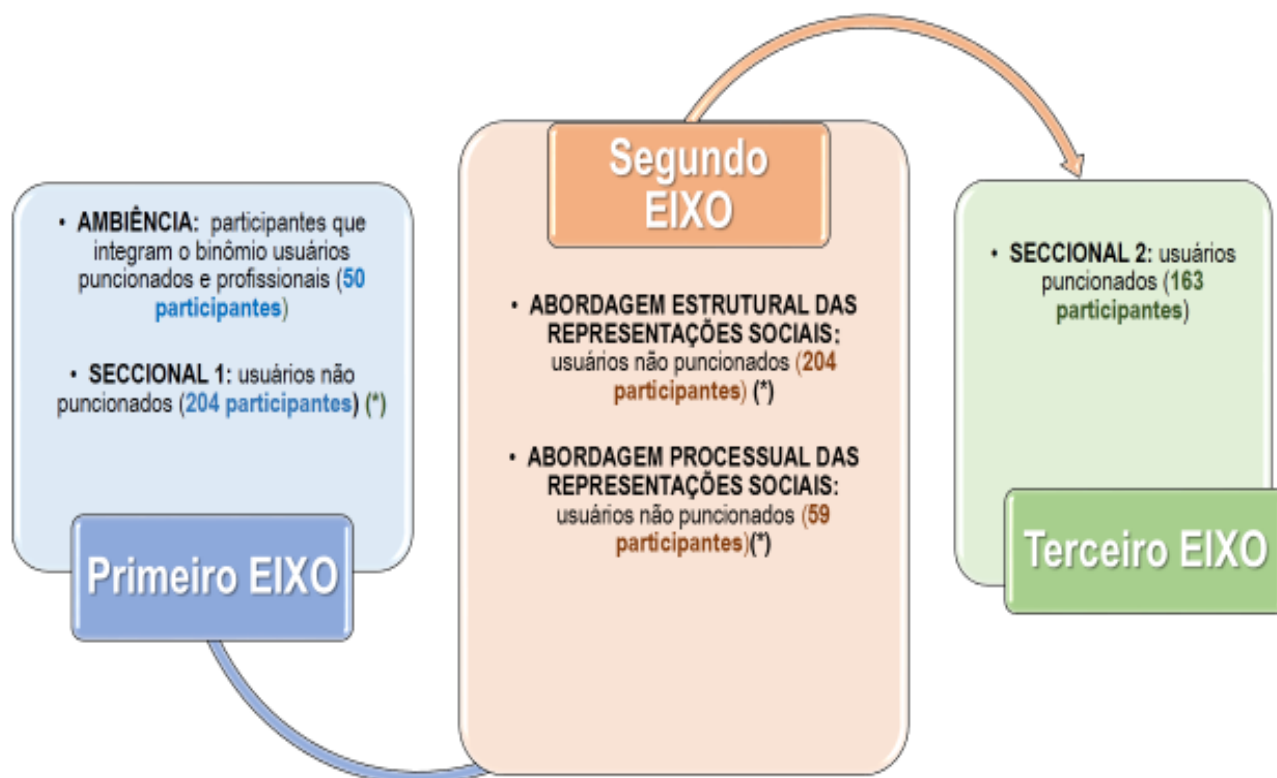 • AMBIÊNCIA: participantes que
integram o binômio usuários
puncionados e profissionais (50
participantes)
• SECCIONAL 1: usuários não
puncionados (204 participantes) (*)
Primeiro EIXO
Segundo
EIXO
• ABORDAGEM ESTRUTURAL DAS
REPRESENTAÇÕES SOCIAIS:
usuários não puncionados (204
participantes) (*)
• ABORDAGEM PROCESSUAL DAS
REPRESENTAÇÕES SOCIAIS:
usuários não puncionados (59
participantes)(*)
• SECCIONAL 2: usuários
puncionados (163
participantes)
Terceiro EIXO